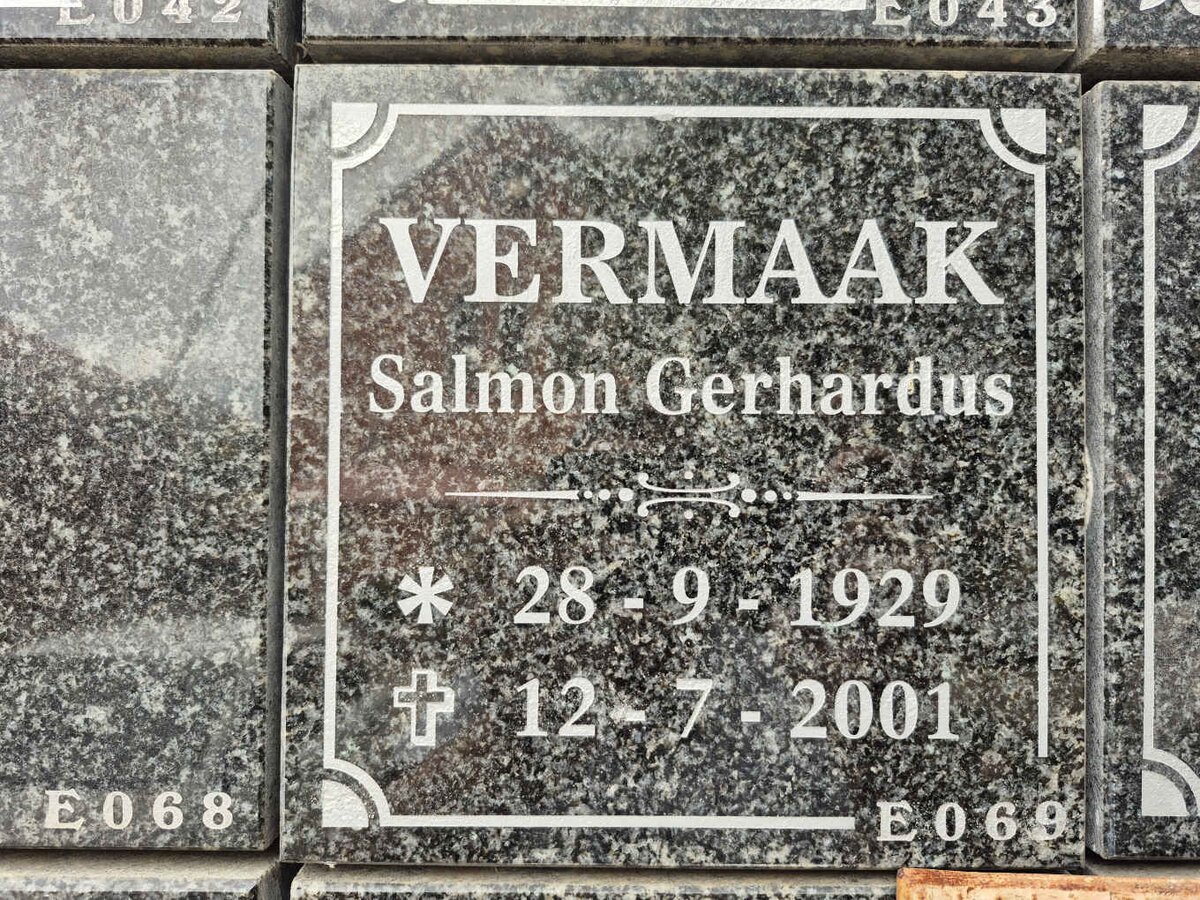 E042
E043
VERMAAK
Salmon Gerhardus
* 28 - 9 - 1929
✝ 12 - 7 - 2001
E068
E069